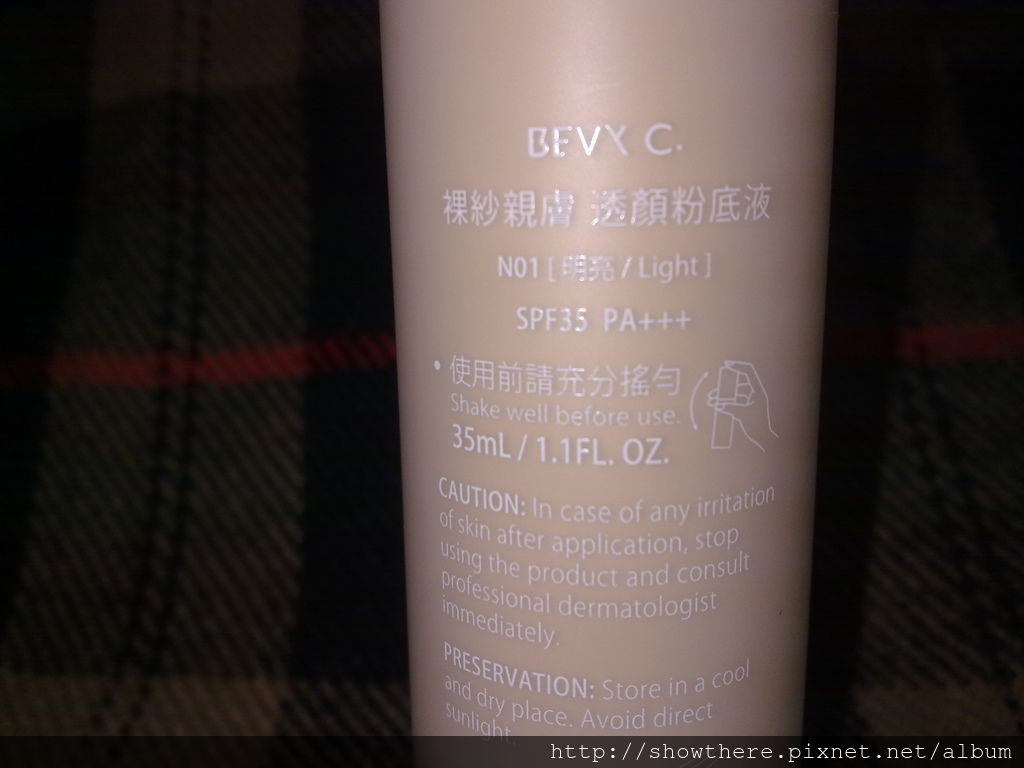 BEVY C.
裸紗親膚 透顏粉底液
N01 [ 明亮 / Light ]
SPF35 PA+++
• 使用前請充分搖勻
Shake well before use.
35mL / 1.1FL. OZ.
CAUTION: In case of any irritation
of skin after application, stop
using the product and consult
professional dermatologist
immediately.
PRESERVATION: Store in a cool
and dry place. Avoid direct
sunlight.
http://showthere.pixnet.net/album